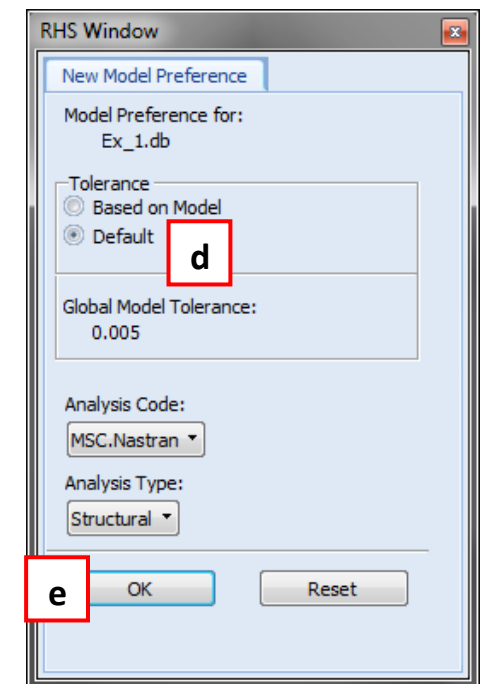 RHS Window
New Model Preference
Model Preference for:
Ex_1.db
Tolerance
Based on Model
Default
d
Global Model Tolerance:
0.005
Analysis Code:
MSC.Nastran
Analysis Type:
Structural
e OK Reset